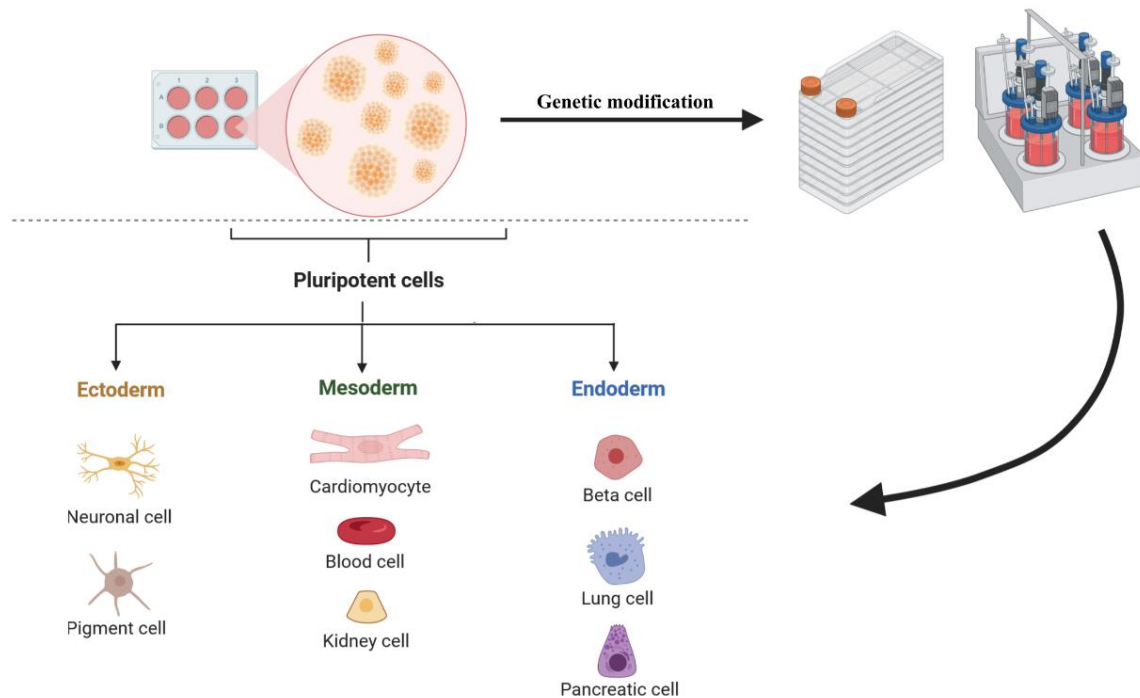 1 2 3
A
B
Genetic modification
Pluripotent cells
Ectoderm
Mesoderm
Endoderm
Neuronal cell
Cardiomyocyte
Beta cell
Pigment cell
Blood cell
Lung cell
Kidney cell
Pancreatic cell